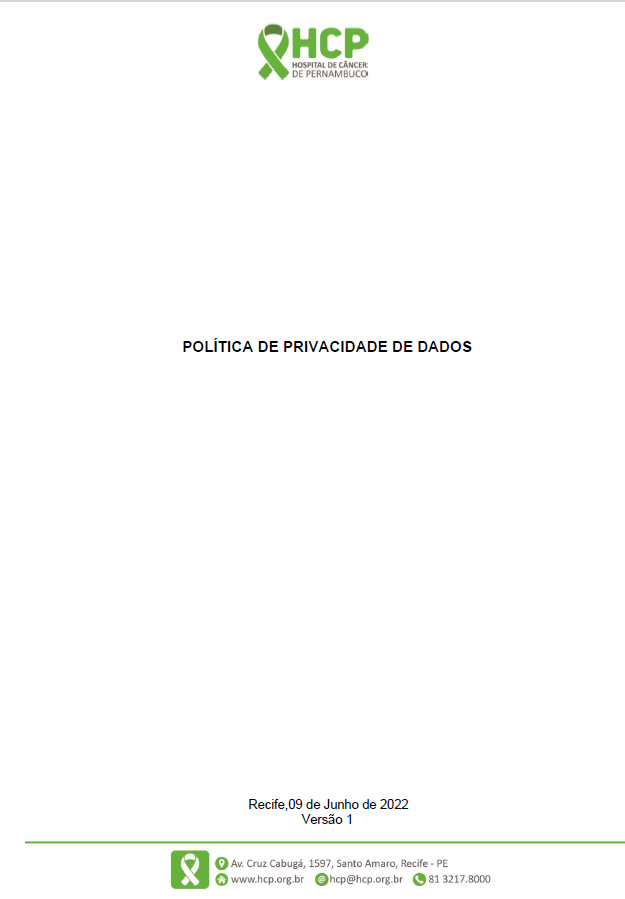 HCP
HOSPITAL DE CÂNCER
DE PERNAMBUCO
POLÍTICA DE PRIVACIDADE DE DADOS
Recife,09 de Junho de 2022
Versão 1
Av. Cruz Cabugá, 1597, Santo Amaro, Recife - PE
www.hcp.org.br hcp@hcp.org.br 81 3217.8000